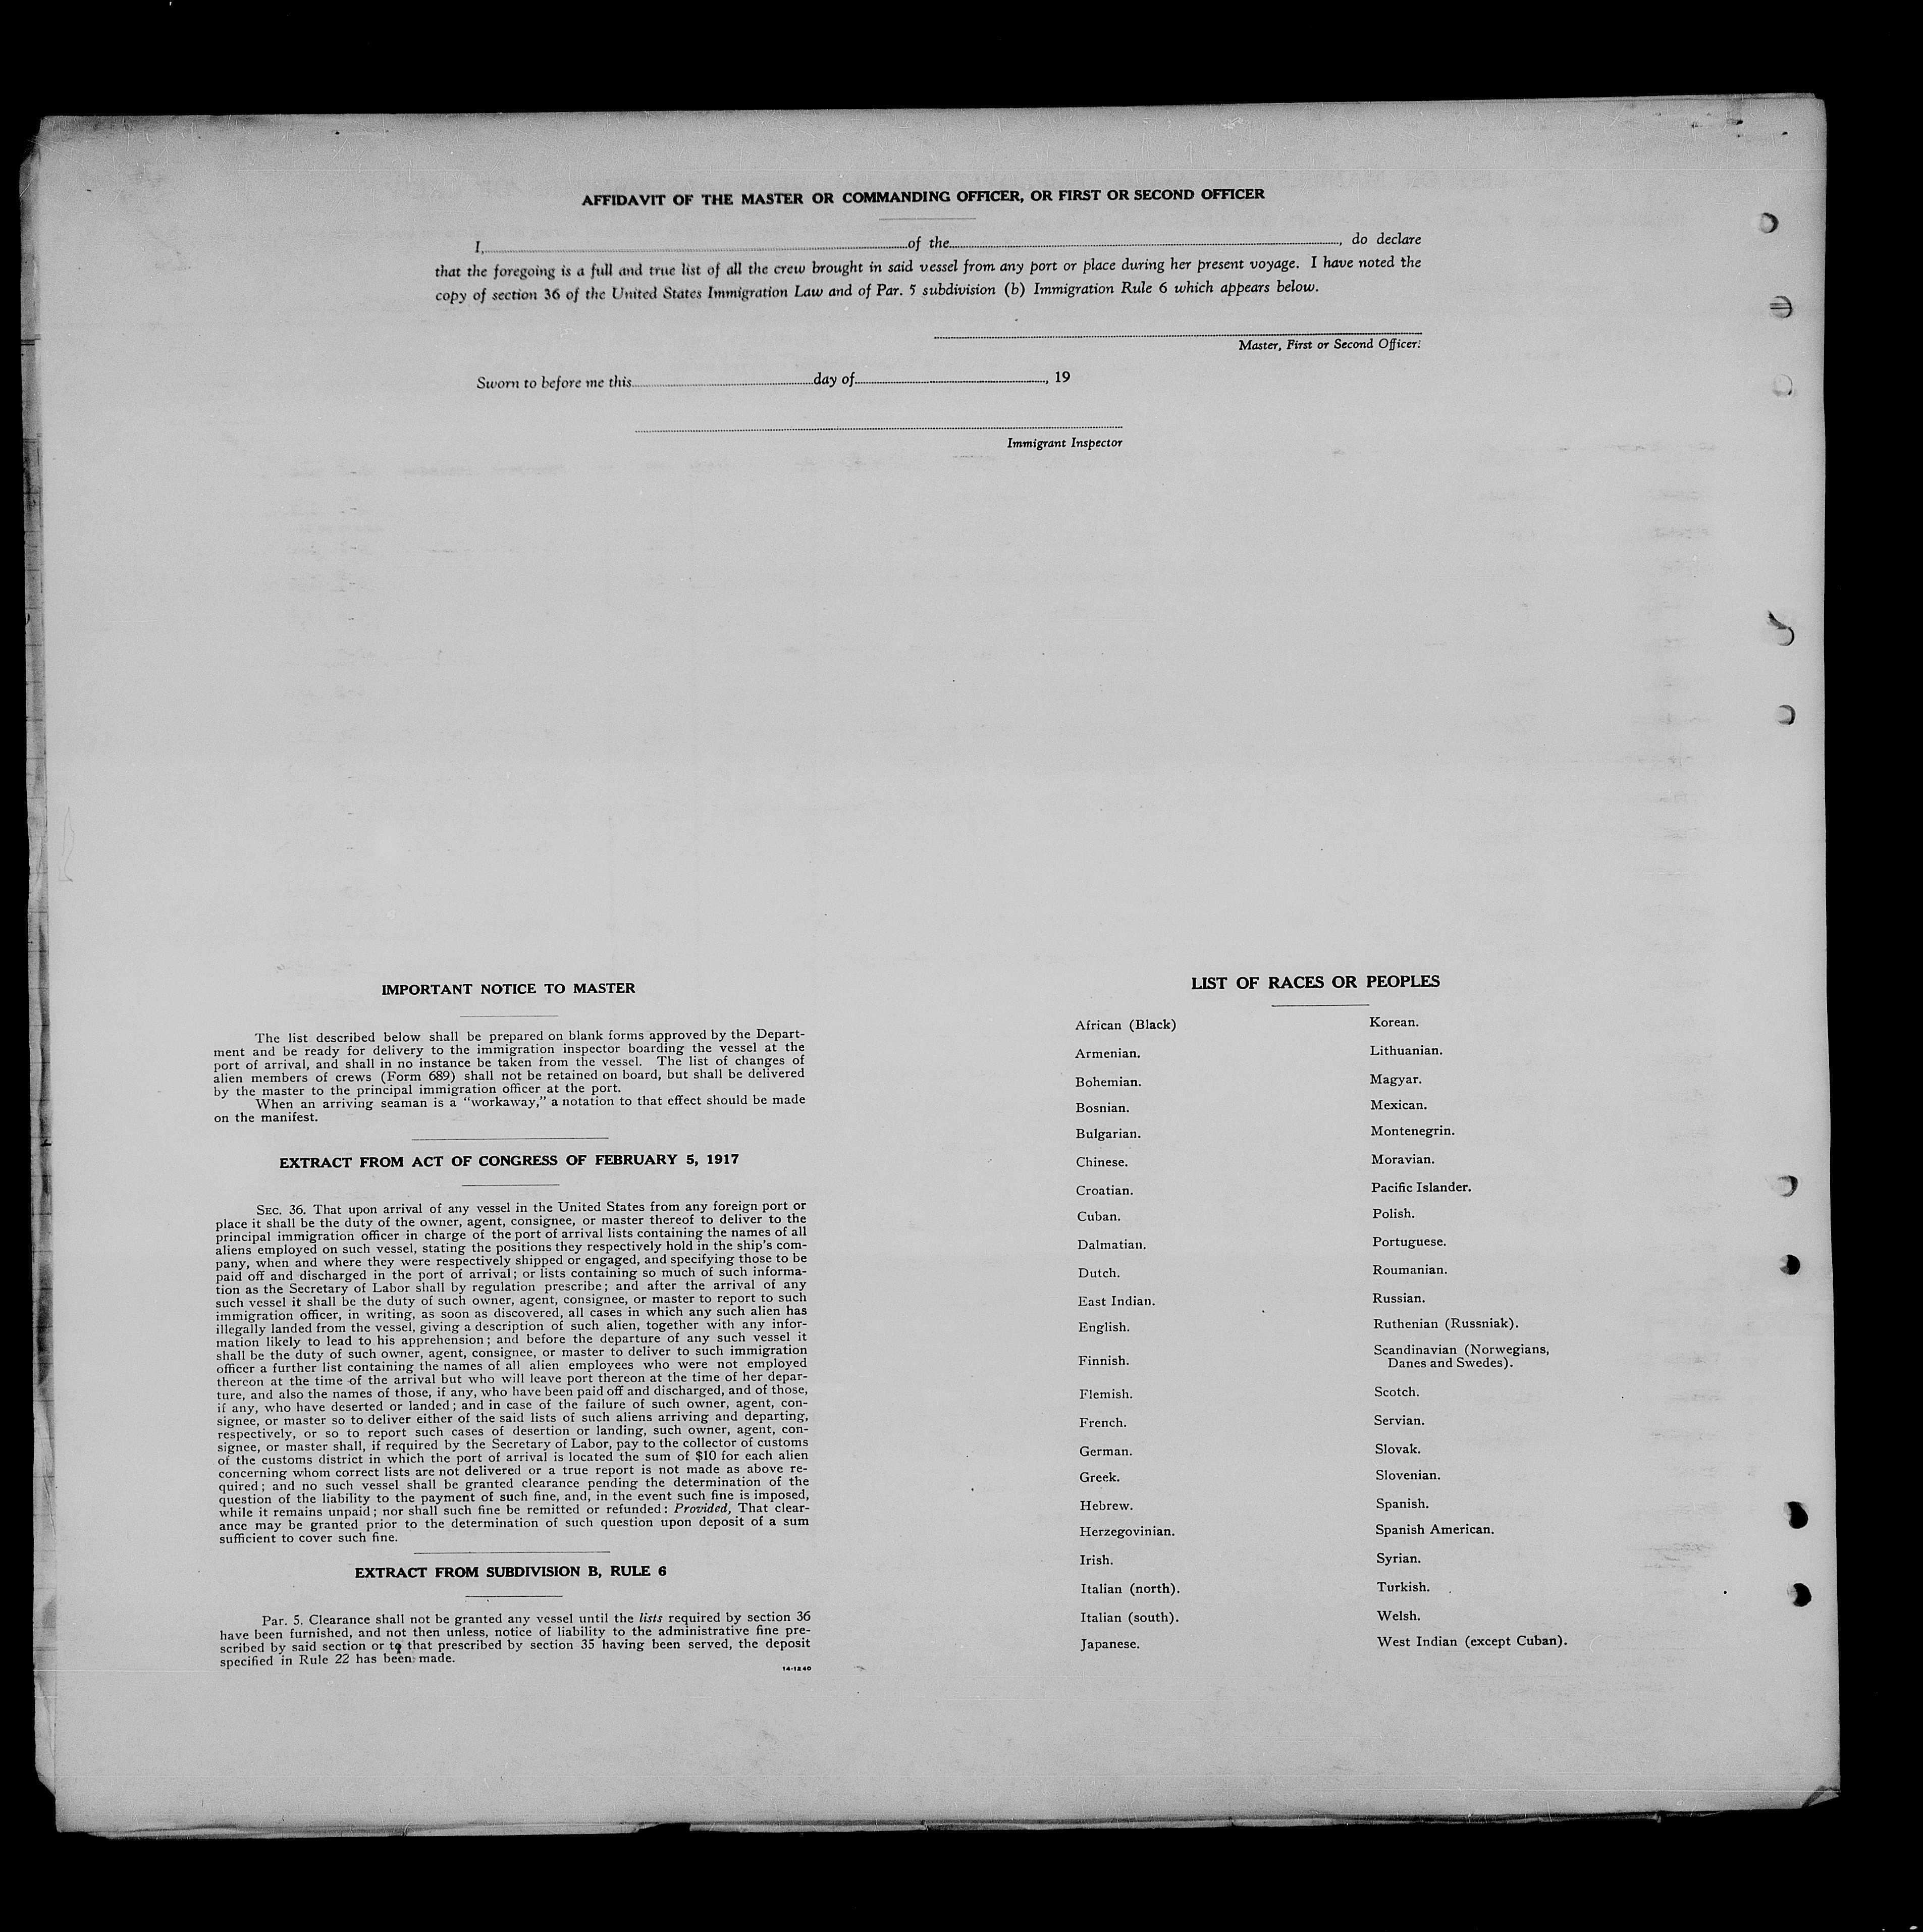 AFFIDAVIT OF THE MASTER OR COMMANDING OFFICER, OR FIRST OR SECOND OFFICER
I, of the , do declare
that the foregoing is a full and true list of all the crew brought in said vessel from any port or place during her present voyage. I have noted the
copy of section 36 of the United States Immigration Law and of Par. 5 subdivision (b) Immigration Rule 6 which appears below.
Master, First or Second Officer.
Sworn to before me this day of , 19
Immigrant Inspector
IMPORTANT NOTICE TO MASTER
The list described below shall be prepared on blank forms approved by the Depart-
ment and be ready for delivery to the immigration inspector boarding the vessel at the
port of arrival, and shall in no instance be taken from the vessel. The list of changes of
alien members of crews (Form 689) shall not be retained on board, but shall be delivered
by the master to the principal immigration officer at the port.
When an arriving seaman is a "workaway," a notation to that effect should be made
on the manifest.
EXTRACT FROM ACT OF CONGRESS OF FEBRUARY 5, 1917
SEC. 36. That upon arrival of any vessel in the United States from any foreign port or
place it shall be the duty of the owner, agent, consignee, or master thereof to deliver to the
principal immigration officer in charge of the port of arrival lists containing the names of all
aliens employed on such vessel, stating the positions they respectively hold in the ship's com-
pany, when and where they were respectively shipped or engaged, and specifying those to be
paid off and discharged in the port of arrival; or lists containing so much of such informa-
tion as the Secretary of Labor shall by regulation prescribe; and after the arrival of any
such vessel it shall be the duty of such owner, agent, consignee, or master to report to such
immigration officer, in writing, as soon as discovered, all cases in which any such alien has
illegally landed from the vessel, giving a description of such alien, together with any infor-
mation likely to lead to his apprehension; and before the departure of any such vessel it
shall be the duty of such owner, agent, consignee, or master to deliver to such immigration
officer a further list containing the names of all alien employees who were not employed
thereon at the time of the arrival but who will leave port thereon at the time of her depar-
ture, and also the names of those, if any, who have been paid off and discharged, and of those,
if any, who have deserted or landed; and in case of the failure of such owner, agent, con-
signee, or master so to deliver either of the said lists of such aliens arriving and departing,
respectively, or so to report such cases of desertion or landing, such owner, agent, con-
signee, or master shall, if required by the Secretary of Labor, pay to the collector of customs
of the customs district in which the port of arrival is located the sum of $10 for each alien
concerning whom correct lists are not delivered or a true report is not made as above re-
quired; and no such vessel shall be granted clearance pending the determination of the
question of the liability to the payment of such fine, and, in the event such fine is imposed,
while it remains unpaid; nor shall such fine be remitted or refunded: Provided, That clear-
ance may be granted prior to the determination of such question upon deposit of a sum
sufficient to cover such fine.
EXTRACT FROM SUBDIVISION B, RULE 6
Par. 5. Clearance shall not be granted any vessel until the lists required by section 36
have been furnished, and not then unless, notice of liability to the administrative fine pre-
scribed by said section or to that prescribed by section 35 having been served, the deposit
specified in Rule 22 has been made.
14-1240
LIST OF RACES OR PEOPLES
African (Black)
Armenian.
Bohemian.
Bosnian.
Bulgarian.
Chinese.
Croatian.
Cuban.
Dalmatian.
Dutch.
East Indian.
English.
Finnish.
Flemish.
French.
German.
Greek.
Hebrew.
Herzegovinian.
Irish.
Italian (north).
Italian (south).
Japanese.
Korean.
Lithuanian.
Magyar.
Mexican.
Montenegrin.
Moravian.
Pacific Islander.
Polish.
Portuguese.
Roumanian.
Russian.
Ruthenian (Russniak).
Scandinavian (Norwegians,
Danes and Swedes).
Scotch.
Servian.
Slovak.
Slovenian.
Spanish.
Spanish American.
Syrian.
Turkish.
Welsh.
West Indian (except Cuban).